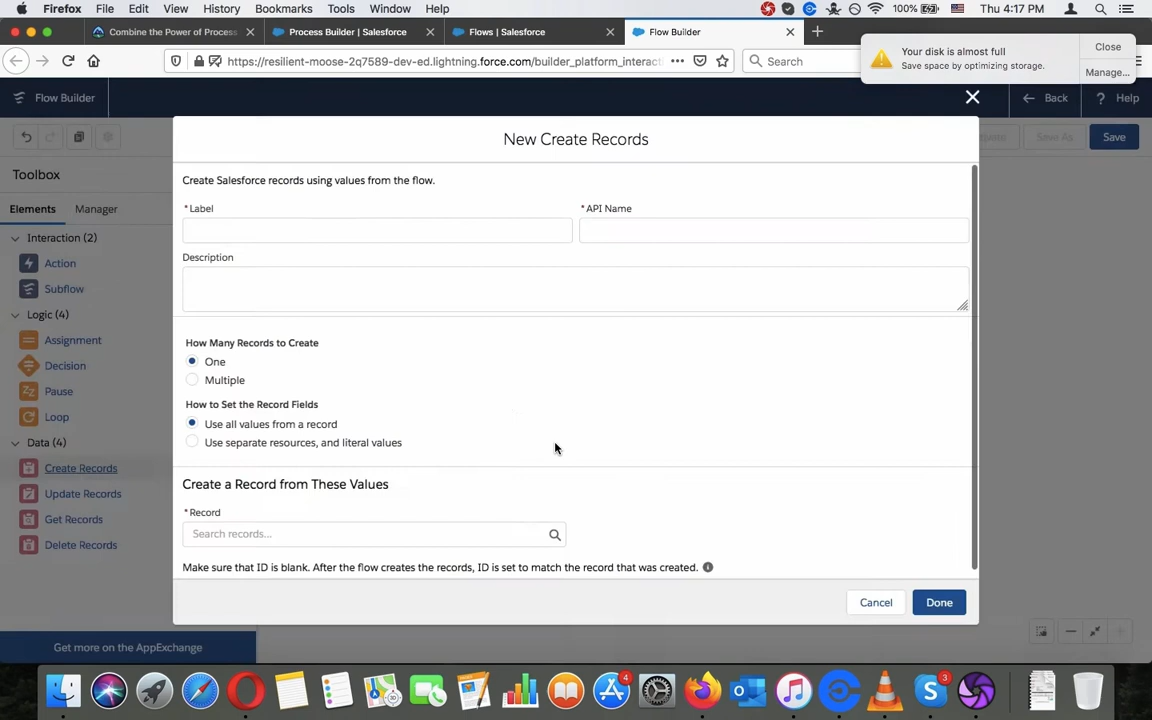 Firefox File Edit View History Bookmarks Tools Window Help 100% Thu 4:17 PM
Combine the Power of Process
Process Builder | Salesforce
Flows | Salesforce
Flow Builder
https://resilient-moose-2q7589-dev-ed.lightning.force.com/builder_platform_interact
Search
Your disk is almost full
Save space by optimizing storage.
Close
Manage...
Flow Builder
Back
Help
Save As
Save
Toolbox
Elements
Manager
Interaction (2)
Action
Subflow
Logic (4)
Assignment
Decision
Pause
Loop
Data (4)
Create Records
Update Records
Get Records
Delete Records
Get more on the AppExchange
New Create Records
Create Salesforce records using values from the flow.
* Label
* API Name
Description
How Many Records to Create
One
Multiple
How to Set the Record Fields
Use all values from a record
Use separate resources, and literal values
Create a Record from These Values
* Record
Search records...
Make sure that ID is blank. After the flow creates the records, ID is set to match the record that was created.
Cancel
Done
4
3